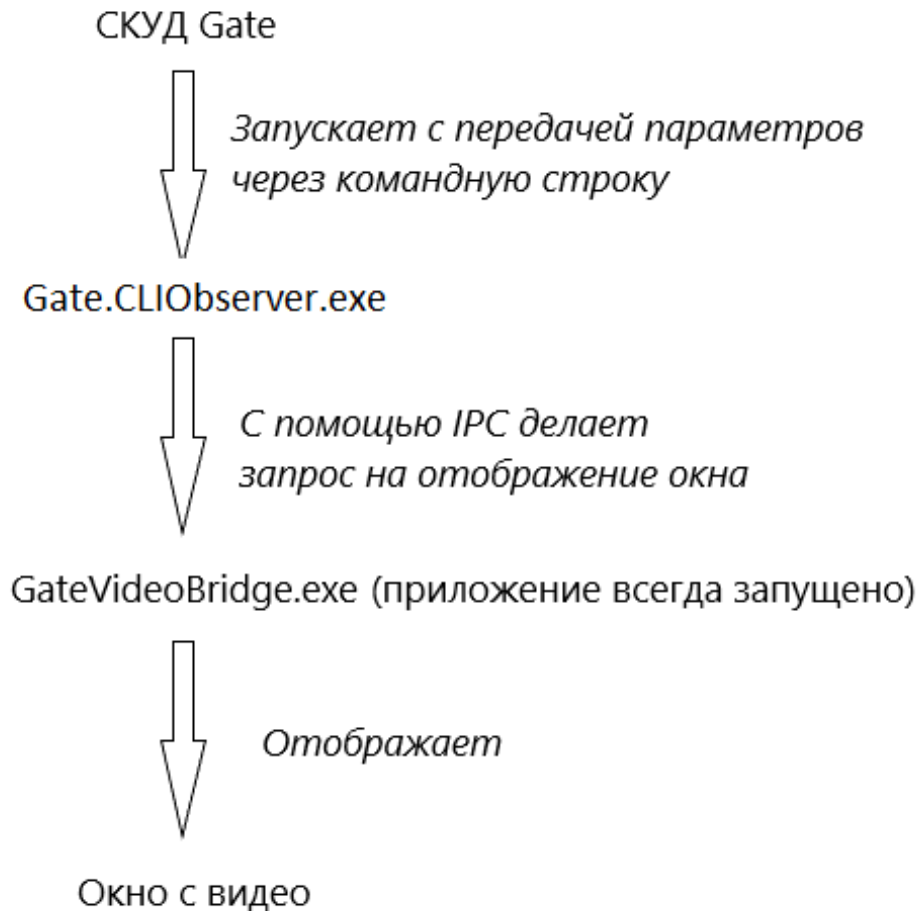 СКУД Gate
Запускает с передачей параметров
через командную строку
Gate.CLIObserver.exe
С помощью IPC делает
запрос на отображение окна
GateVideoBridge.exe (приложение всегда запущено)
Отображает
Окно с видео